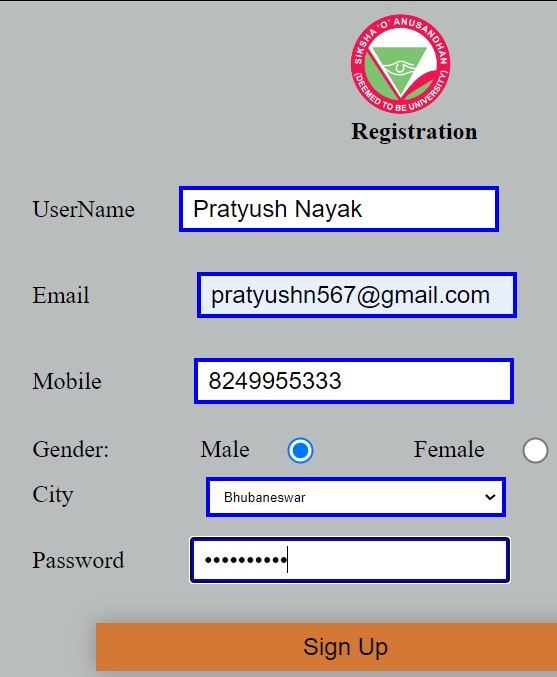 SIKSHA 'O' ANUSANDHAN
(DEEMED TO BE UNIVERSITY)
Registration
UserName Pratyush Nayak
Email pratyushn567@gmail.com
Mobile 8249955333
Gender: Male Female
City Bhubaneswar
Password ••••••••••
Sign Up